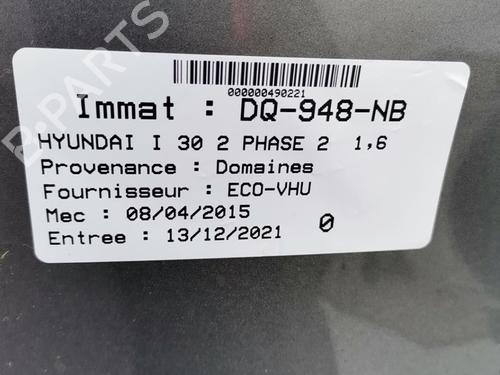 B-PARTS
000000490221
Immat : DQ-948-NB
HYUNDAI I 30 2 PHASE 2 1,6
Provenance : Domaines
Fournisseur : ECO-VHU
Mec : 08/04/2015
Entree : 13/12/2021 0